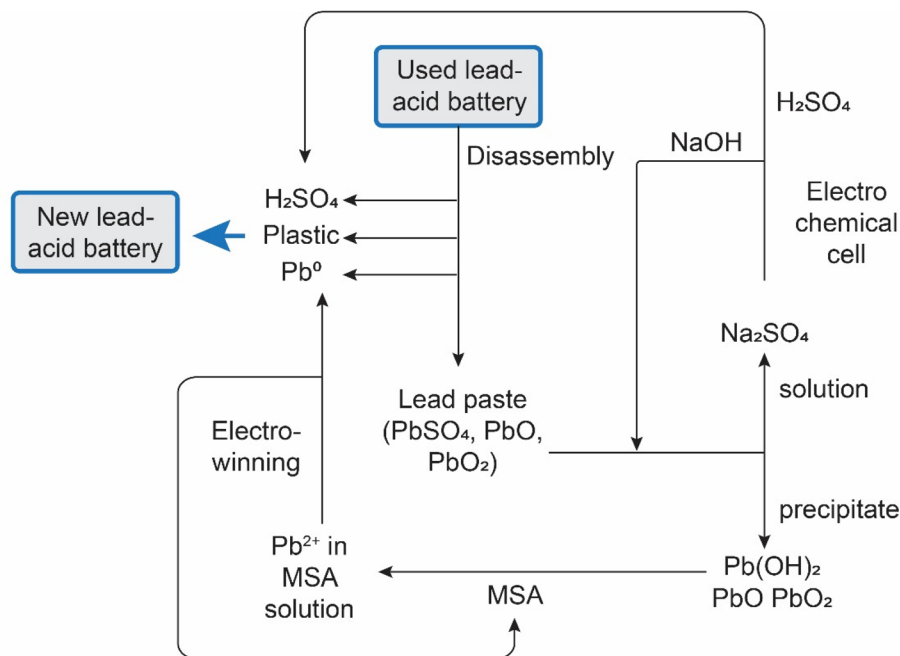 Used lead-
acid battery
H₂SO₄
NaOH
Disassembly
Electro
chemical
cell
H₂SO₄
Plastic
Pb⁰
New lead-
acid battery
Na₂SO₄
solution
Lead paste
(PbSO₄, PbO,
PbO₂)
Electro-
winning
precipitate
Pb²⁺ in
MSA
solution
MSA
Pb(OH)₂
PbO PbO₂